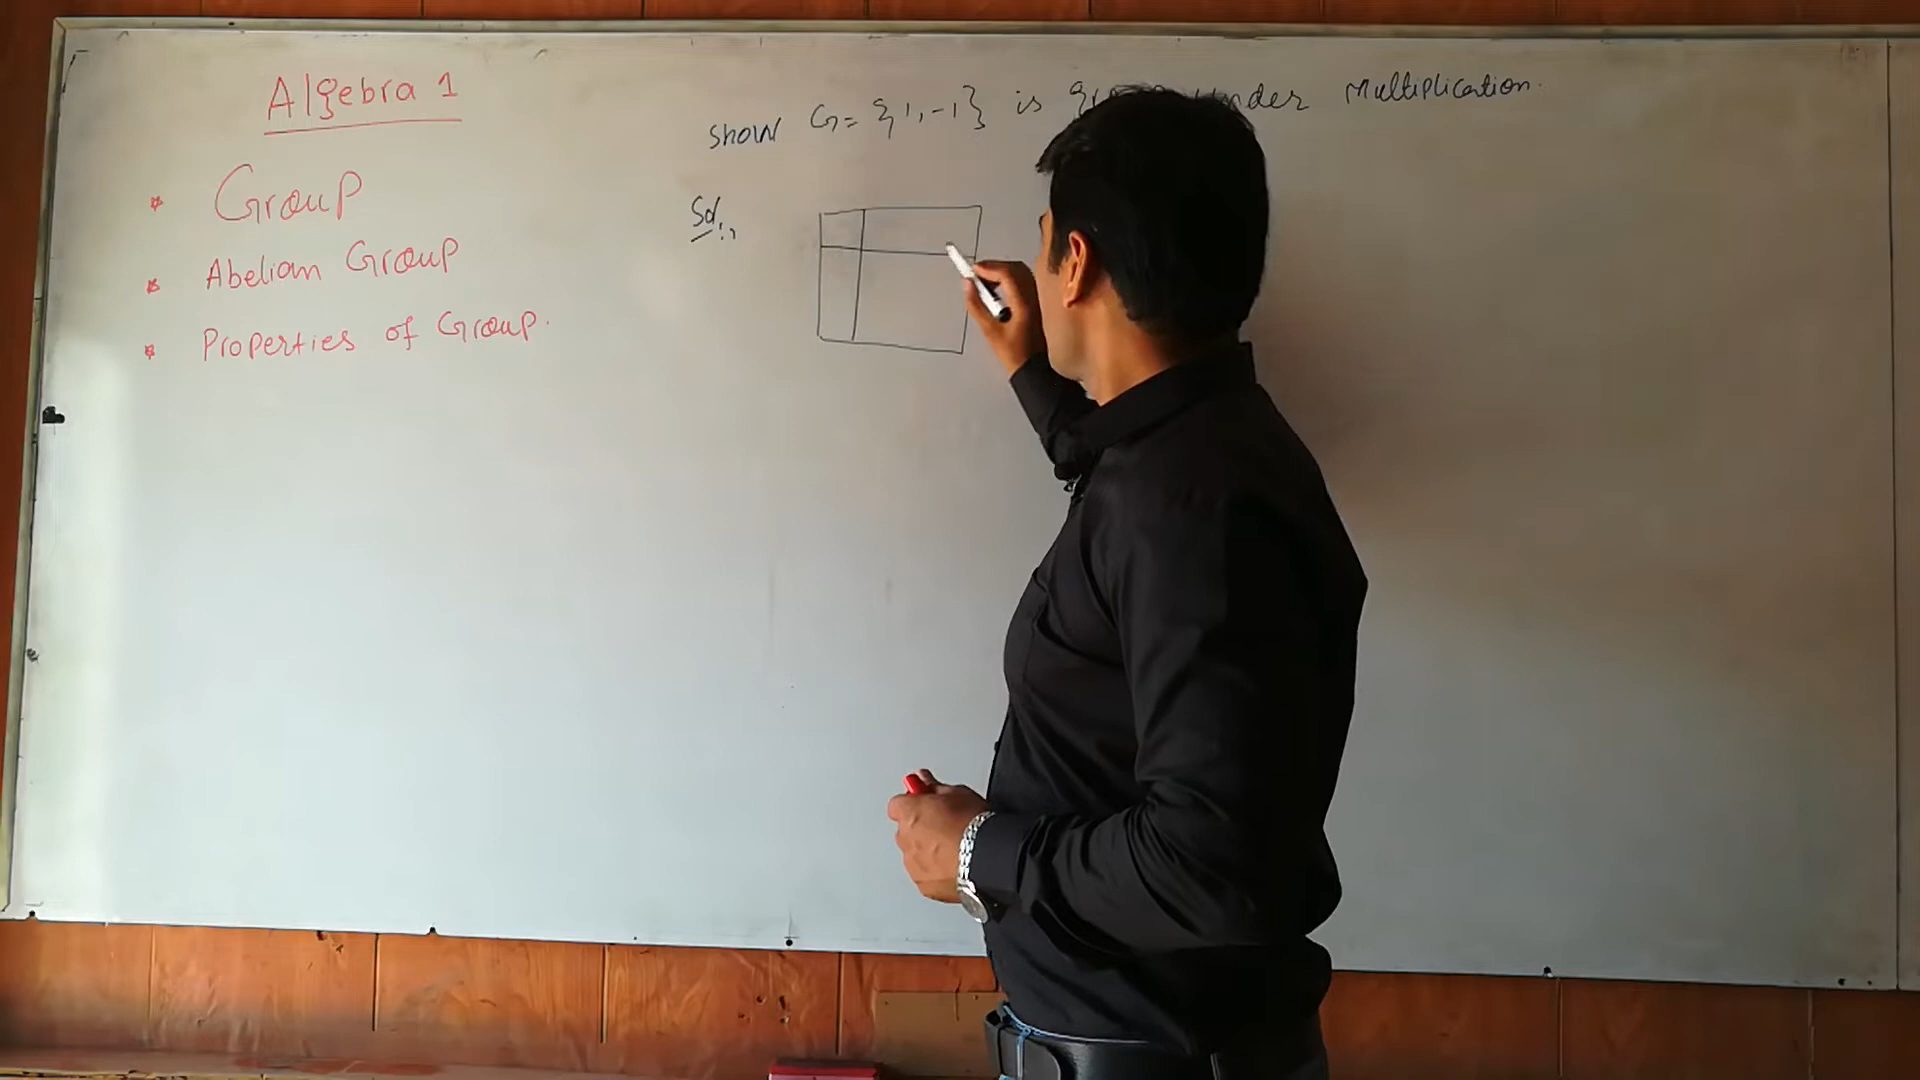 Algebra 1
* Group
* Abelian Group
* Properties of Group.
Show G = {1, -1} is under Multiplication.
Sol:,